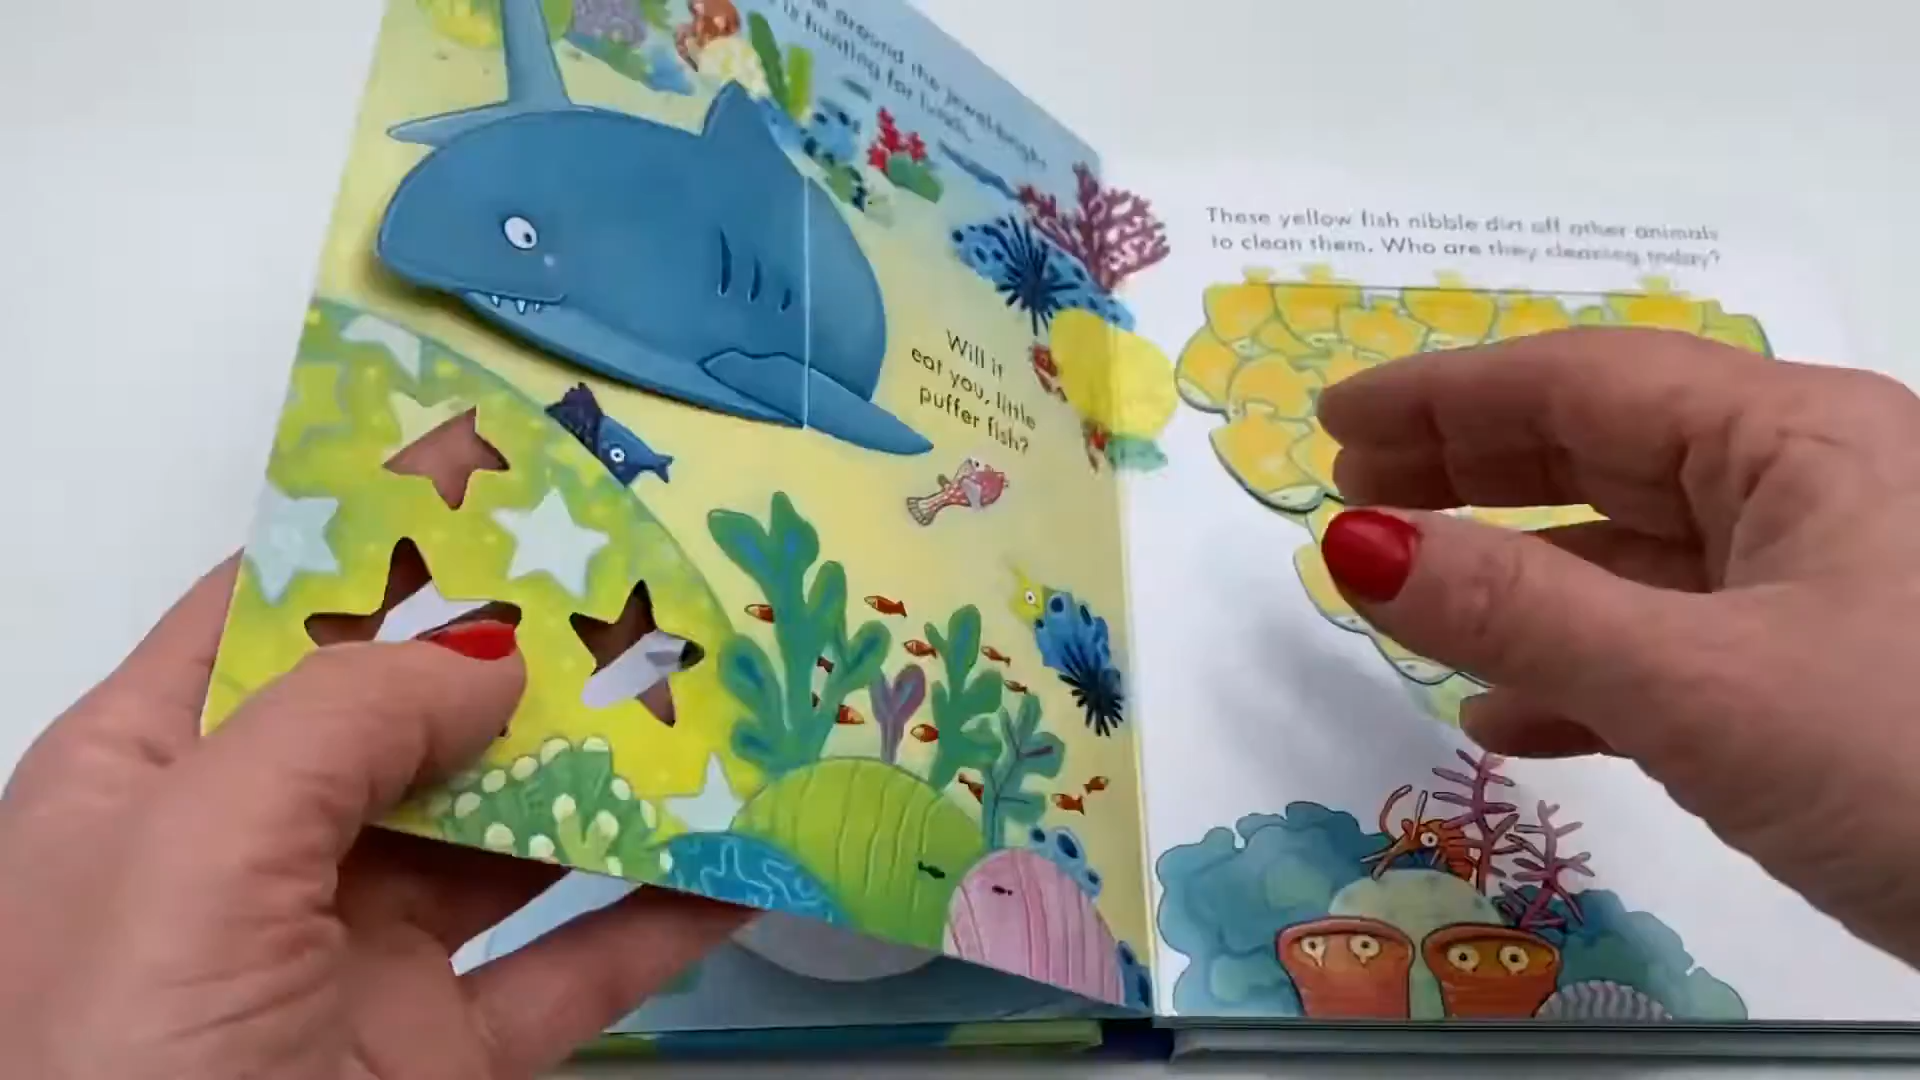 around the jewel-bright
is hunting for lunch.
Will it
eat you, little
puffer fish?
These yellow fish nibble dirt off other animals
to clean them. Who are they cleaning today?